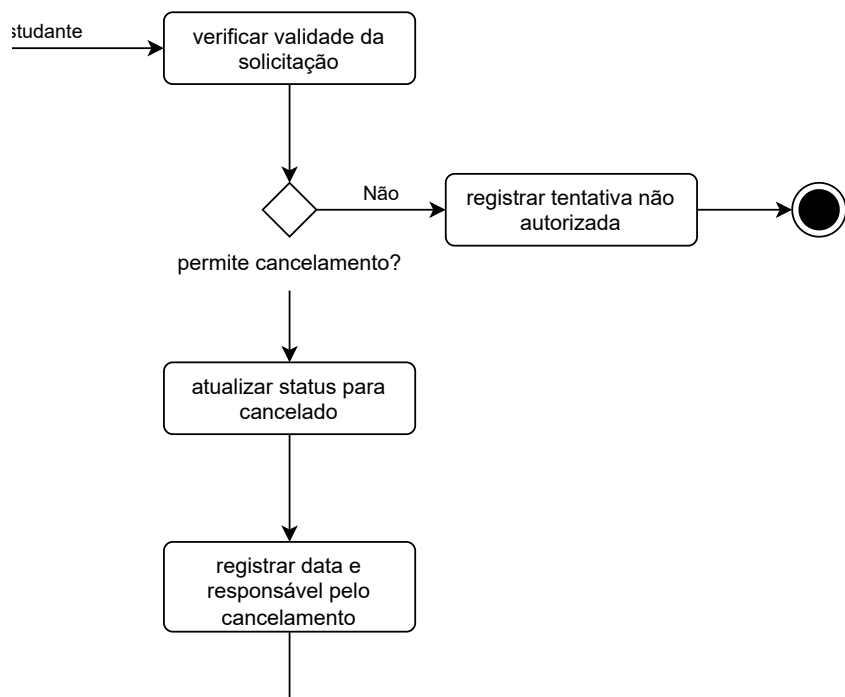 studante
verificar validade da
solicitação
Não
registrar tentativa não
autorizada
permite cancelamento?
atualizar status para
cancelado
registrar data e
responsável pelo
cancelamento